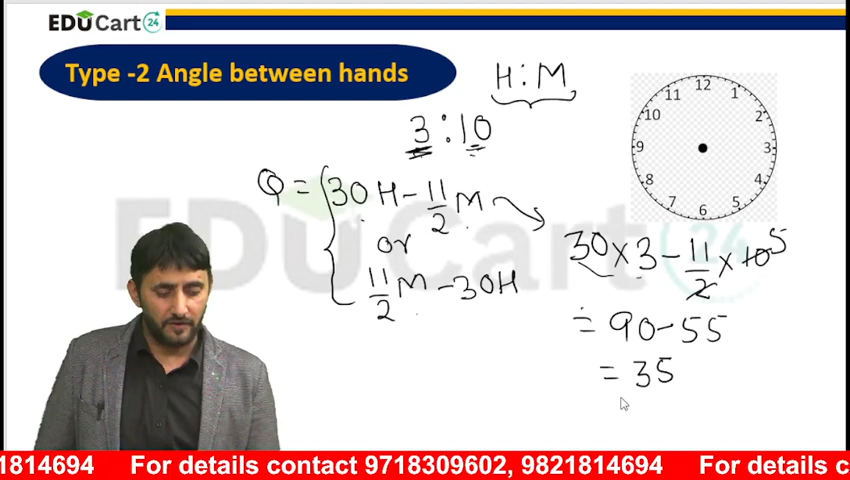 EDUCart 24
Type -2 Angle between hands
H:M
3:10
Q = { 30H - 11/2 M
or
11/2 M - 30H
30 x 3 - 11/2 x 10 5
= 90 - 55
= 35
12
11 1
10 2
9 3
8 4
7 5
6
EDUCart 24
1814694 For details contact 9718309602, 9821814694 For details c